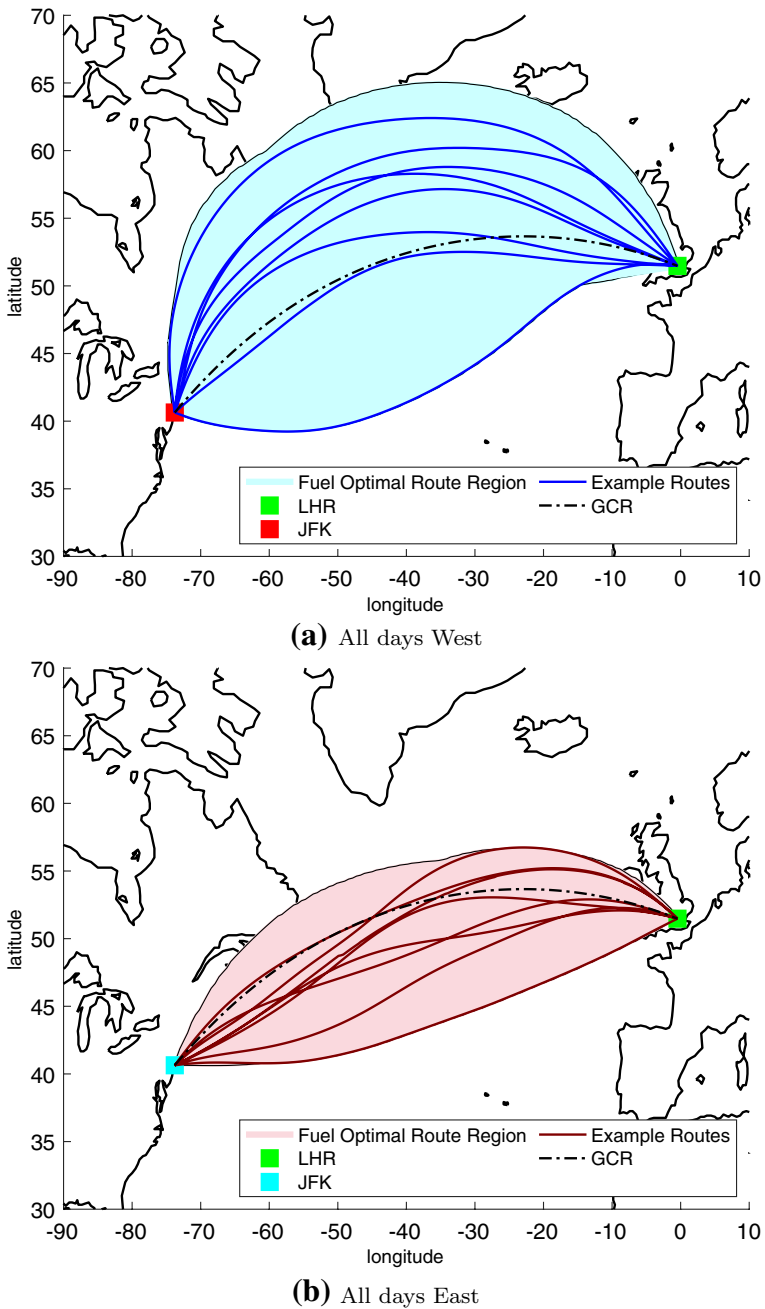 70
65
60
55
50
45
40
35
30
latitude
Fuel Optimal Route Region
Example Routes
LHR
GCR
JFK
-90 -80 -70 -60 -50 -40 -30 -20 -10 0 10
longitude
(a) All days West
70
65
60
55
50
45
40
35
30
latitude
Fuel Optimal Route Region
Example Routes
LHR
GCR
JFK
-90 -80 -70 -60 -50 -40 -30 -20 -10 0 10
longitude
(b) All days East